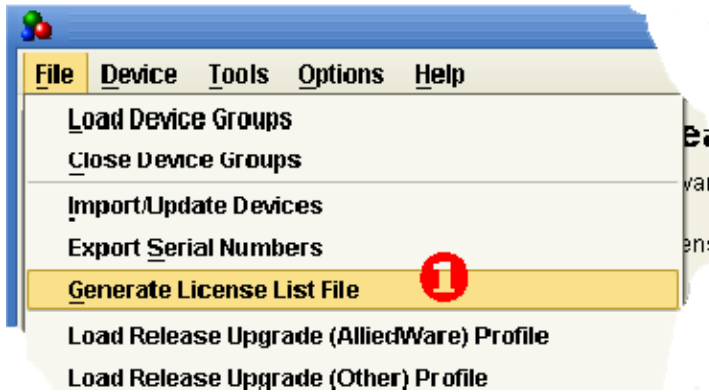 File Device Tools Options Help
Load Device Groups
Close Device Groups
Import/Update Devices
Export Serial Numbers
Generate License List File 1
Load Release Upgrade (AlliedWare) Profile
Load Release Upgrade (Other) Profile